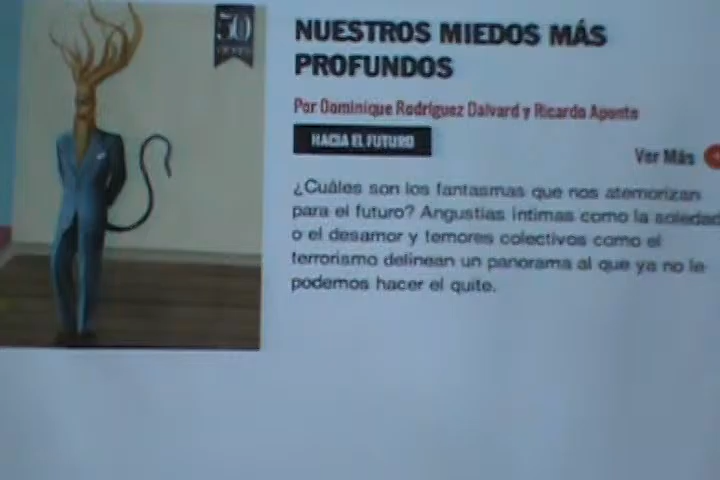 50
NUESTROS MIEDOS MÁS
PROFUNDOS
Por Dominique Rodríguez Dalvard y Ricardo Aponte
HACIA EL FUTURO
Ver Más
¿Cuáles son los fantasmas que nos atemorizan
para el futuro? Angustias íntimas como la soledad
o el desamor y temores colectivos como el
terrorismo delinean un panorama al que ya no le
podemos hacer el quite.